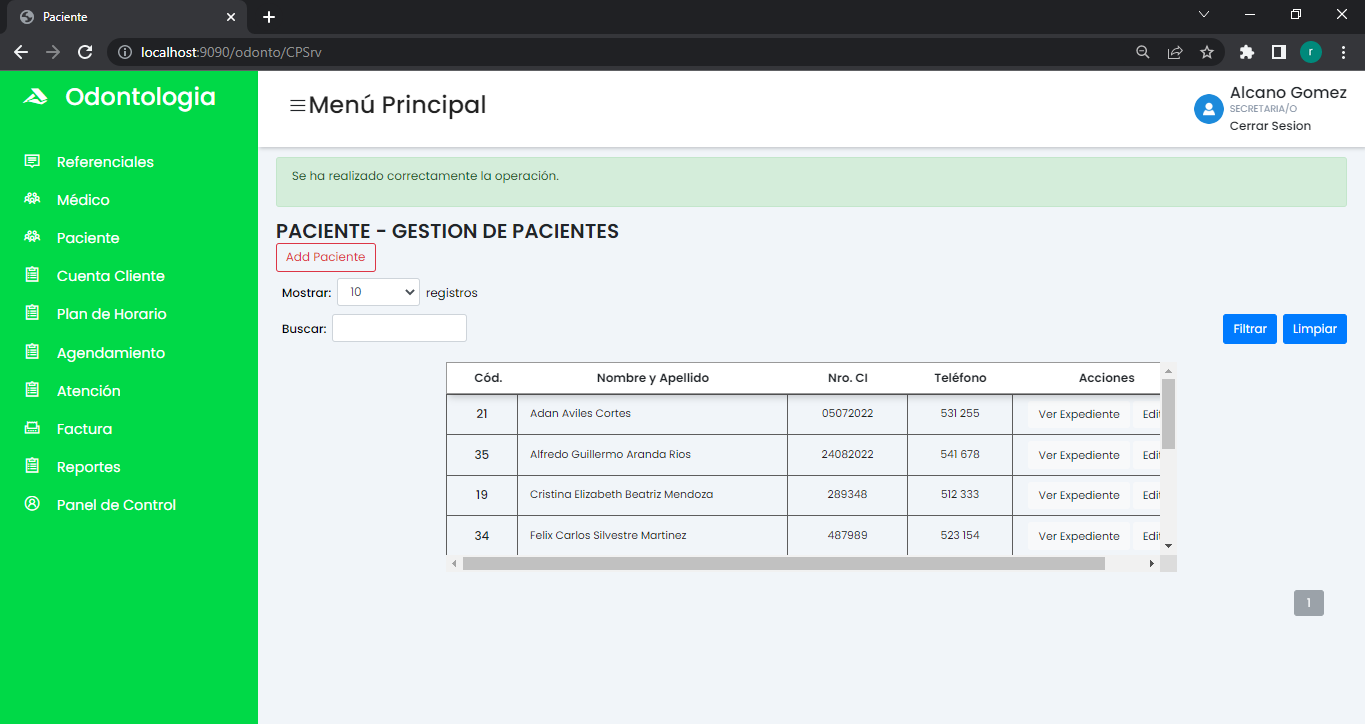 Paciente
localhost:9090/odonto/CPSrv
r
Odontologia
Menú Principal
Alcano Gomez
SECRETARIA/O
Cerrar Sesion
Referenciales
Médico
Paciente
Cuenta Cliente
Plan de Horario
Agendamiento
Atención
Factura
Reportes
Panel de Control
Se ha realizado correctamente la operación.
PACIENTE - GESTION DE PACIENTES
Add Paciente
Mostrar: 10 registros
Buscar:
Filtrar Limpiar
Cód. Nombre y Apellido Nro. CI Teléfono Acciones
21 Adan Aviles Cortes 05072022 531 255 Ver Expediente Edit
35 Alfredo Guillermo Aranda Rios 24082022 541 678 Ver Expediente Edit
19 Cristina Elizabeth Beatriz Mendoza 289348 512 333 Ver Expediente Edit
34 Felix Carlos Silvestre Martinez 487989 523 154 Ver Expediente Edit
1